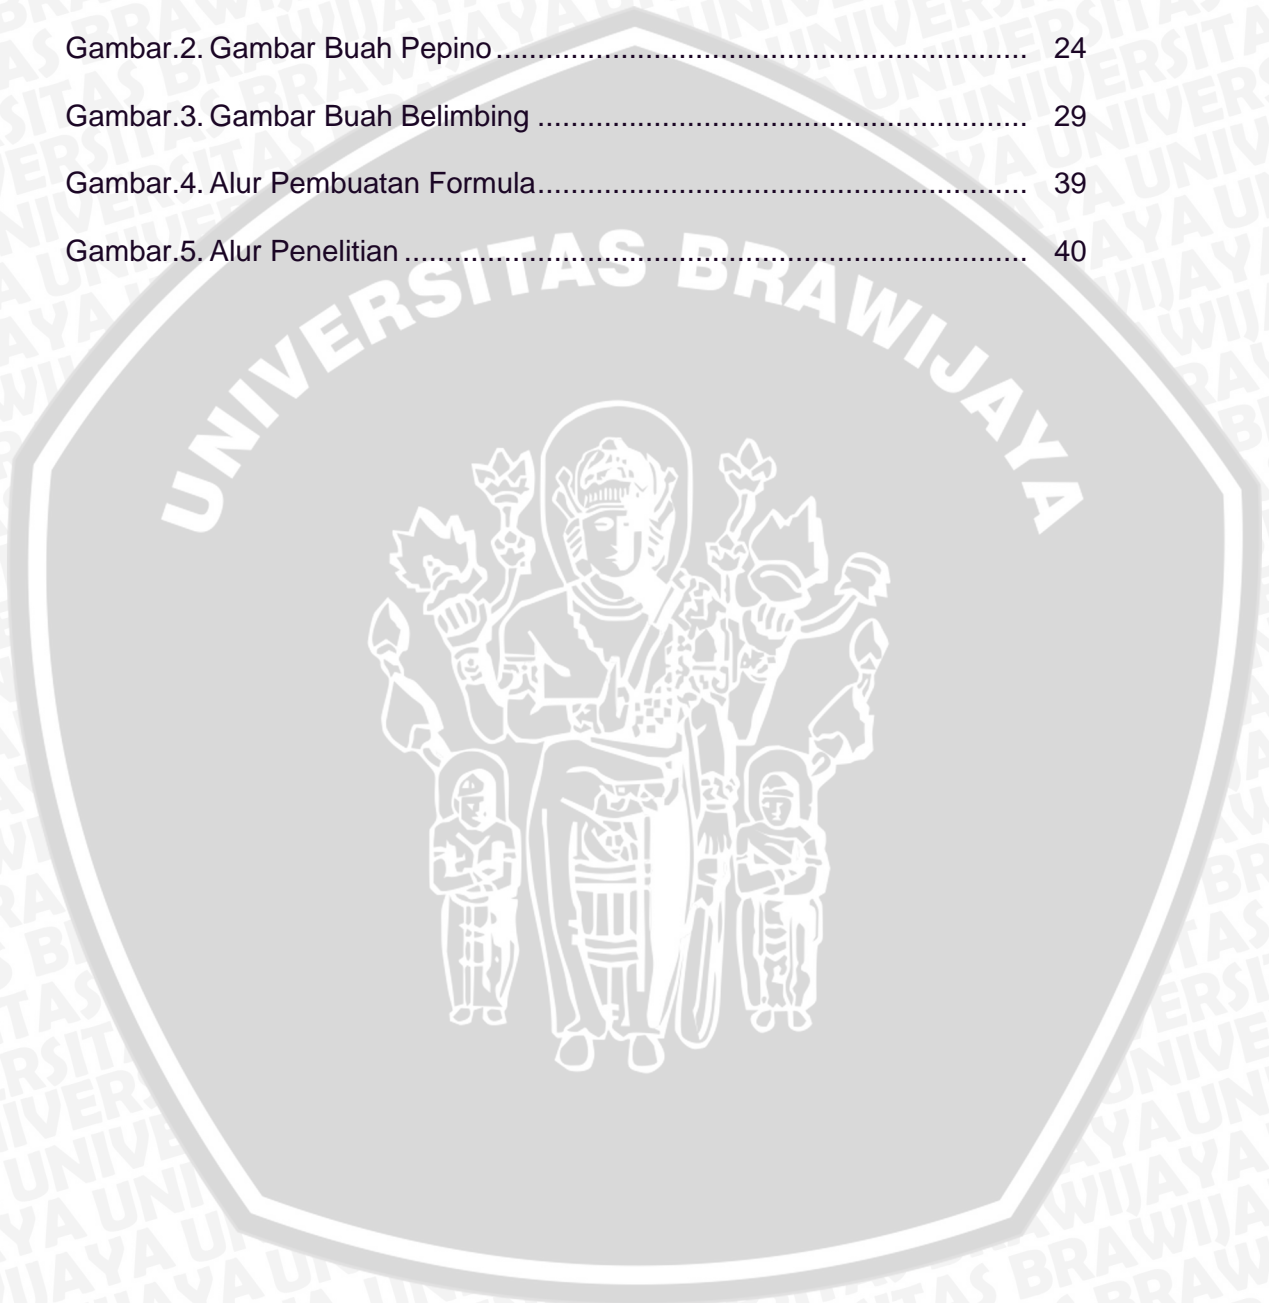 Gambar.2. Gambar Buah Pepino ................................................................ 24
Gambar.3. Gambar Buah Belimbing ........................................................... 29
Gambar.4. Alur Pembuatan Formula........................................................... 39
Gambar.5. Alur Penelitian ........................................................................... 40
UNIVERSITAS BRAWIJAYA